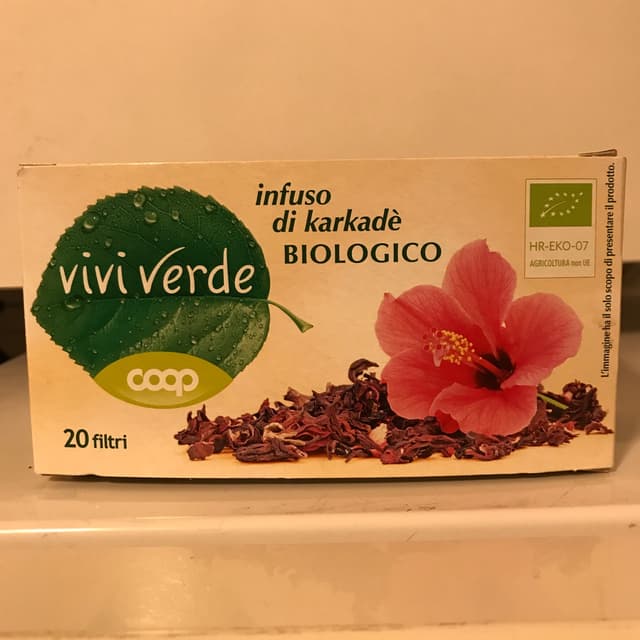 infuso
di karkadè
BIOLOGICO
vivi verde
coop
20 filtri
HR-EKO-07
AGRICOLTURA non UE
L'immagine ha il solo scopo di presentare il prodotto.